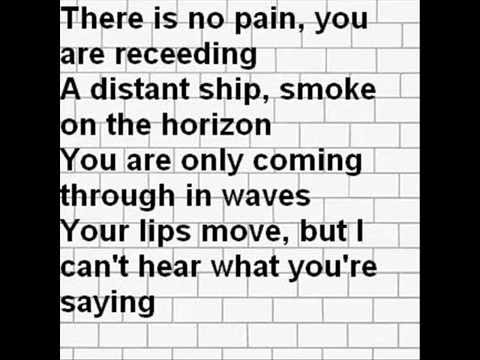 There is no pain, you
are receeding
A distant ship, smoke
on the horizon
You are only coming
through in waves
Your lips move, but I
can't hear what you're
saying